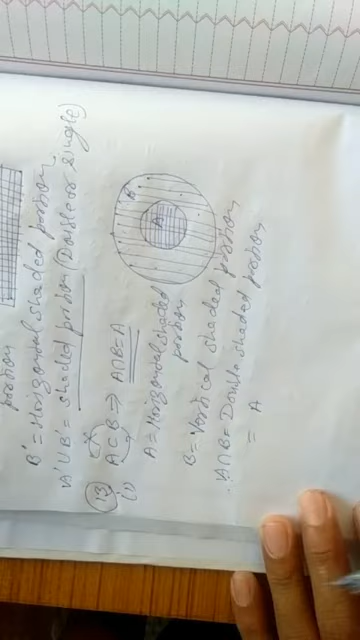 portion
B' = Horizontal shaded portion
A'∪B' = shaded portion (Double or single)
(13)
(i) A⊂B ⇒ A∩B=A
B
A
A = Horizontal shaded
portion
B = Vertical shaded portion
∴ A∩B = Double shaded portion
= A